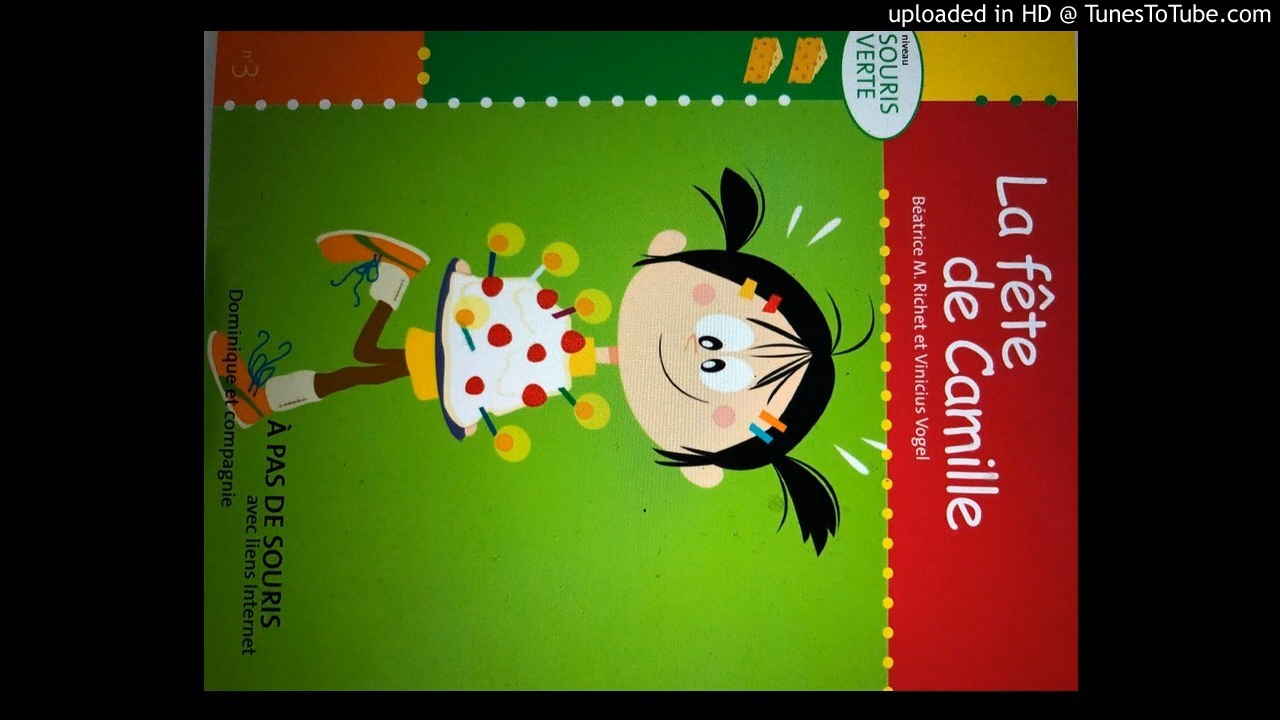 uploaded in HD @ TunesToTube.com
niveau
SOURIS
VERTE
n°3
La fête
de Camille
Béatrice M. Richet et Vinicius Vogel
À PAS DE SOURIS
avec liens Internet
Dominique et compagnie